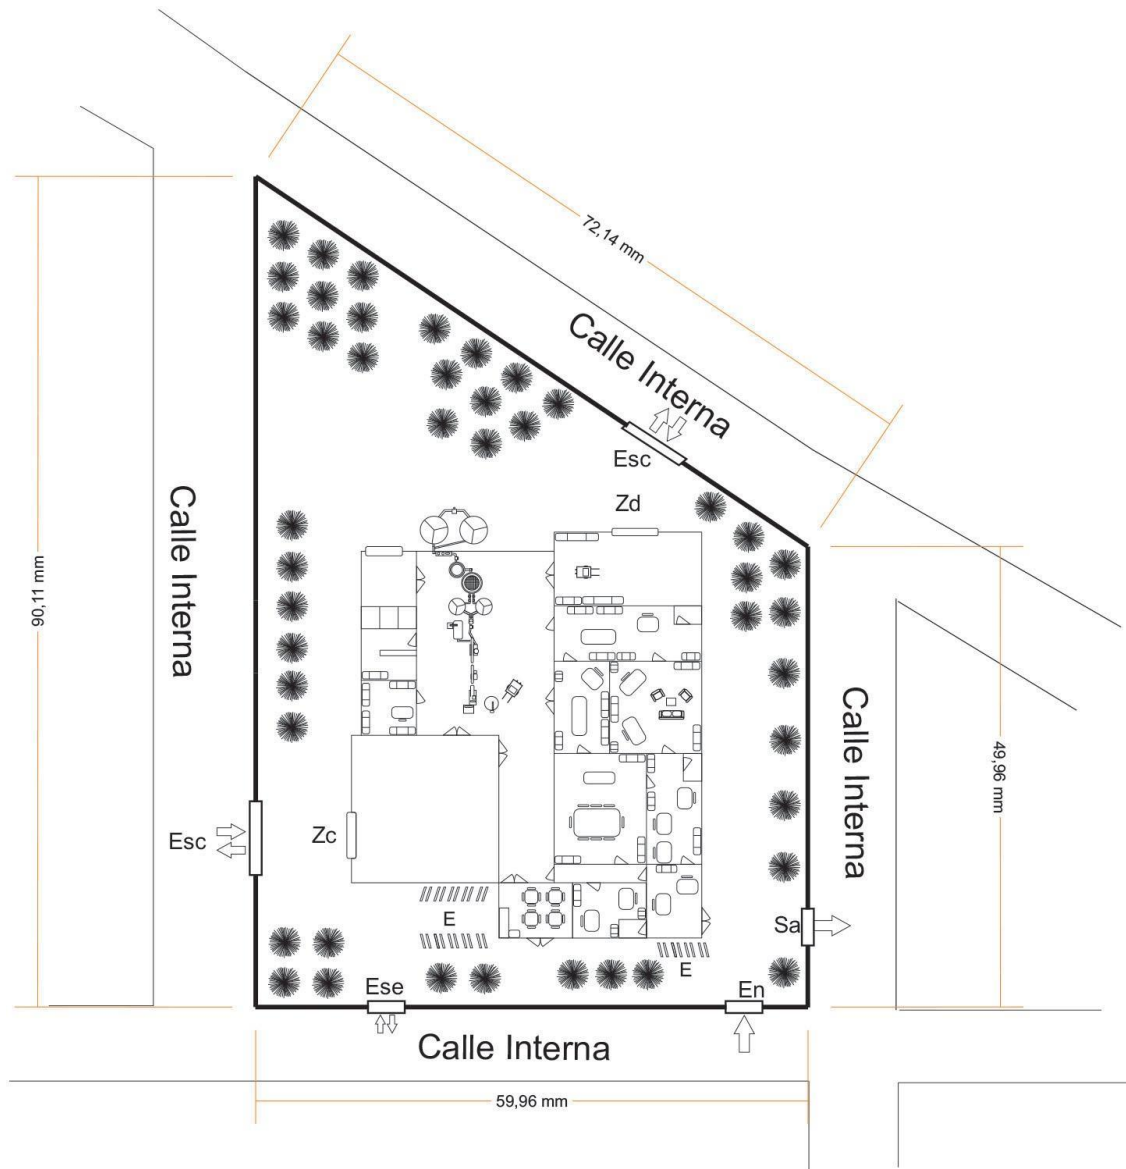 72,14 mm
Calle Interna
Esc
Zd
Calle Interna
90,11 mm
Calle Interna
49,96 mm
Esc
Zc
E
Sa
E
Ese
En
Calle Interna
59,96 mm